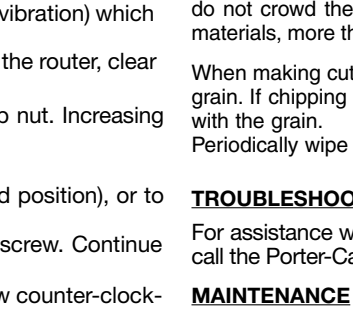 vibration) which
the router, clear
nut. Increasing
position), or to
screw. Continue
counter-clock-
do not crowd the
materials, more
When making cut
grain. If chipping
with the grain.
Periodically wipe
TROUBLESHOO
For assistance
call the Porter-Ca
MAINTENANCE